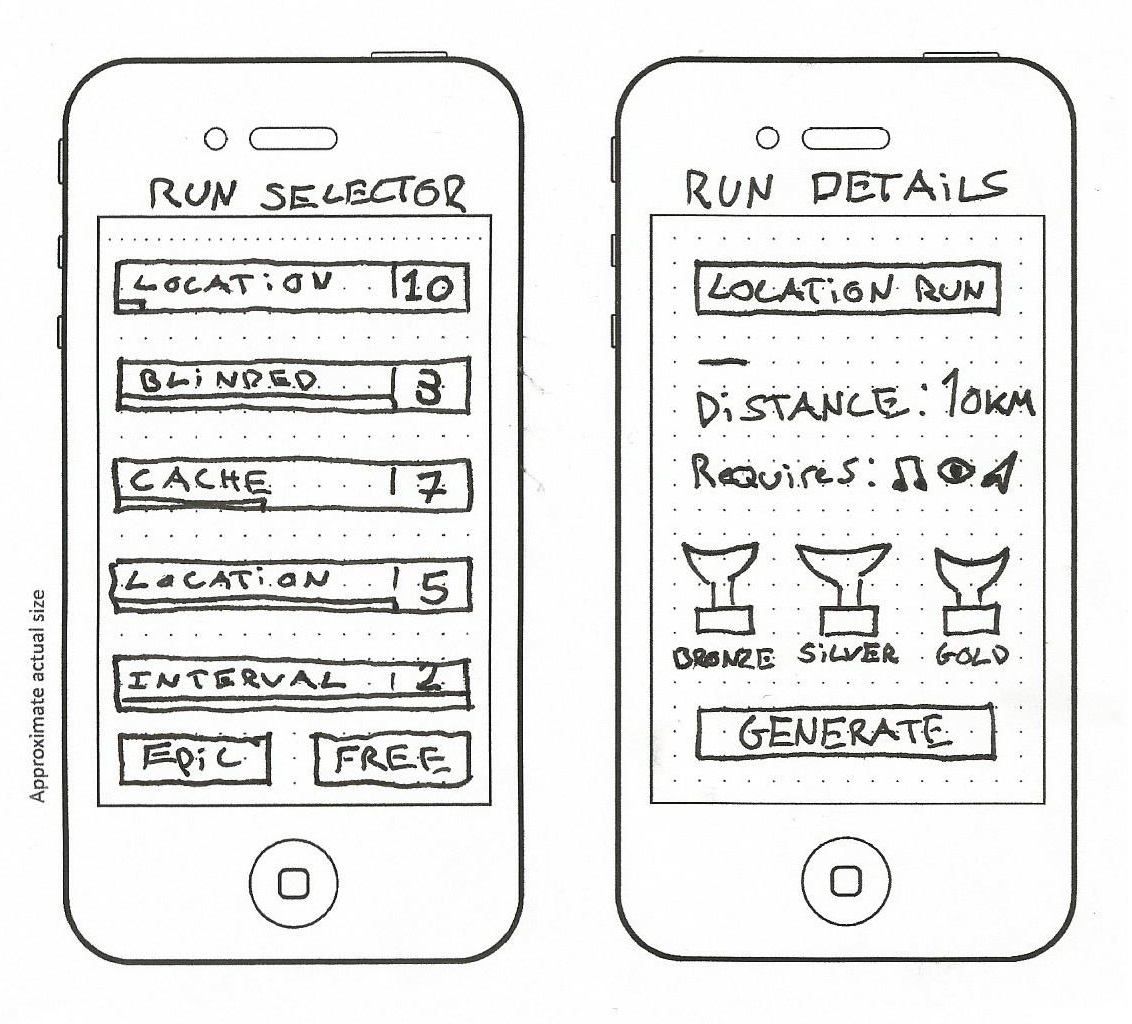 RUN SELECTOR
LOCATION 10
BLINDED 3
CACHE 7
LOCATION 5
INTERVAL 2
EPIC FREE
Approximate actual size
RUN DETAILS
LOCATION RUN
DISTANCE: 10KM
Requires:
BRONZE SILVER GOLD
GENERATE